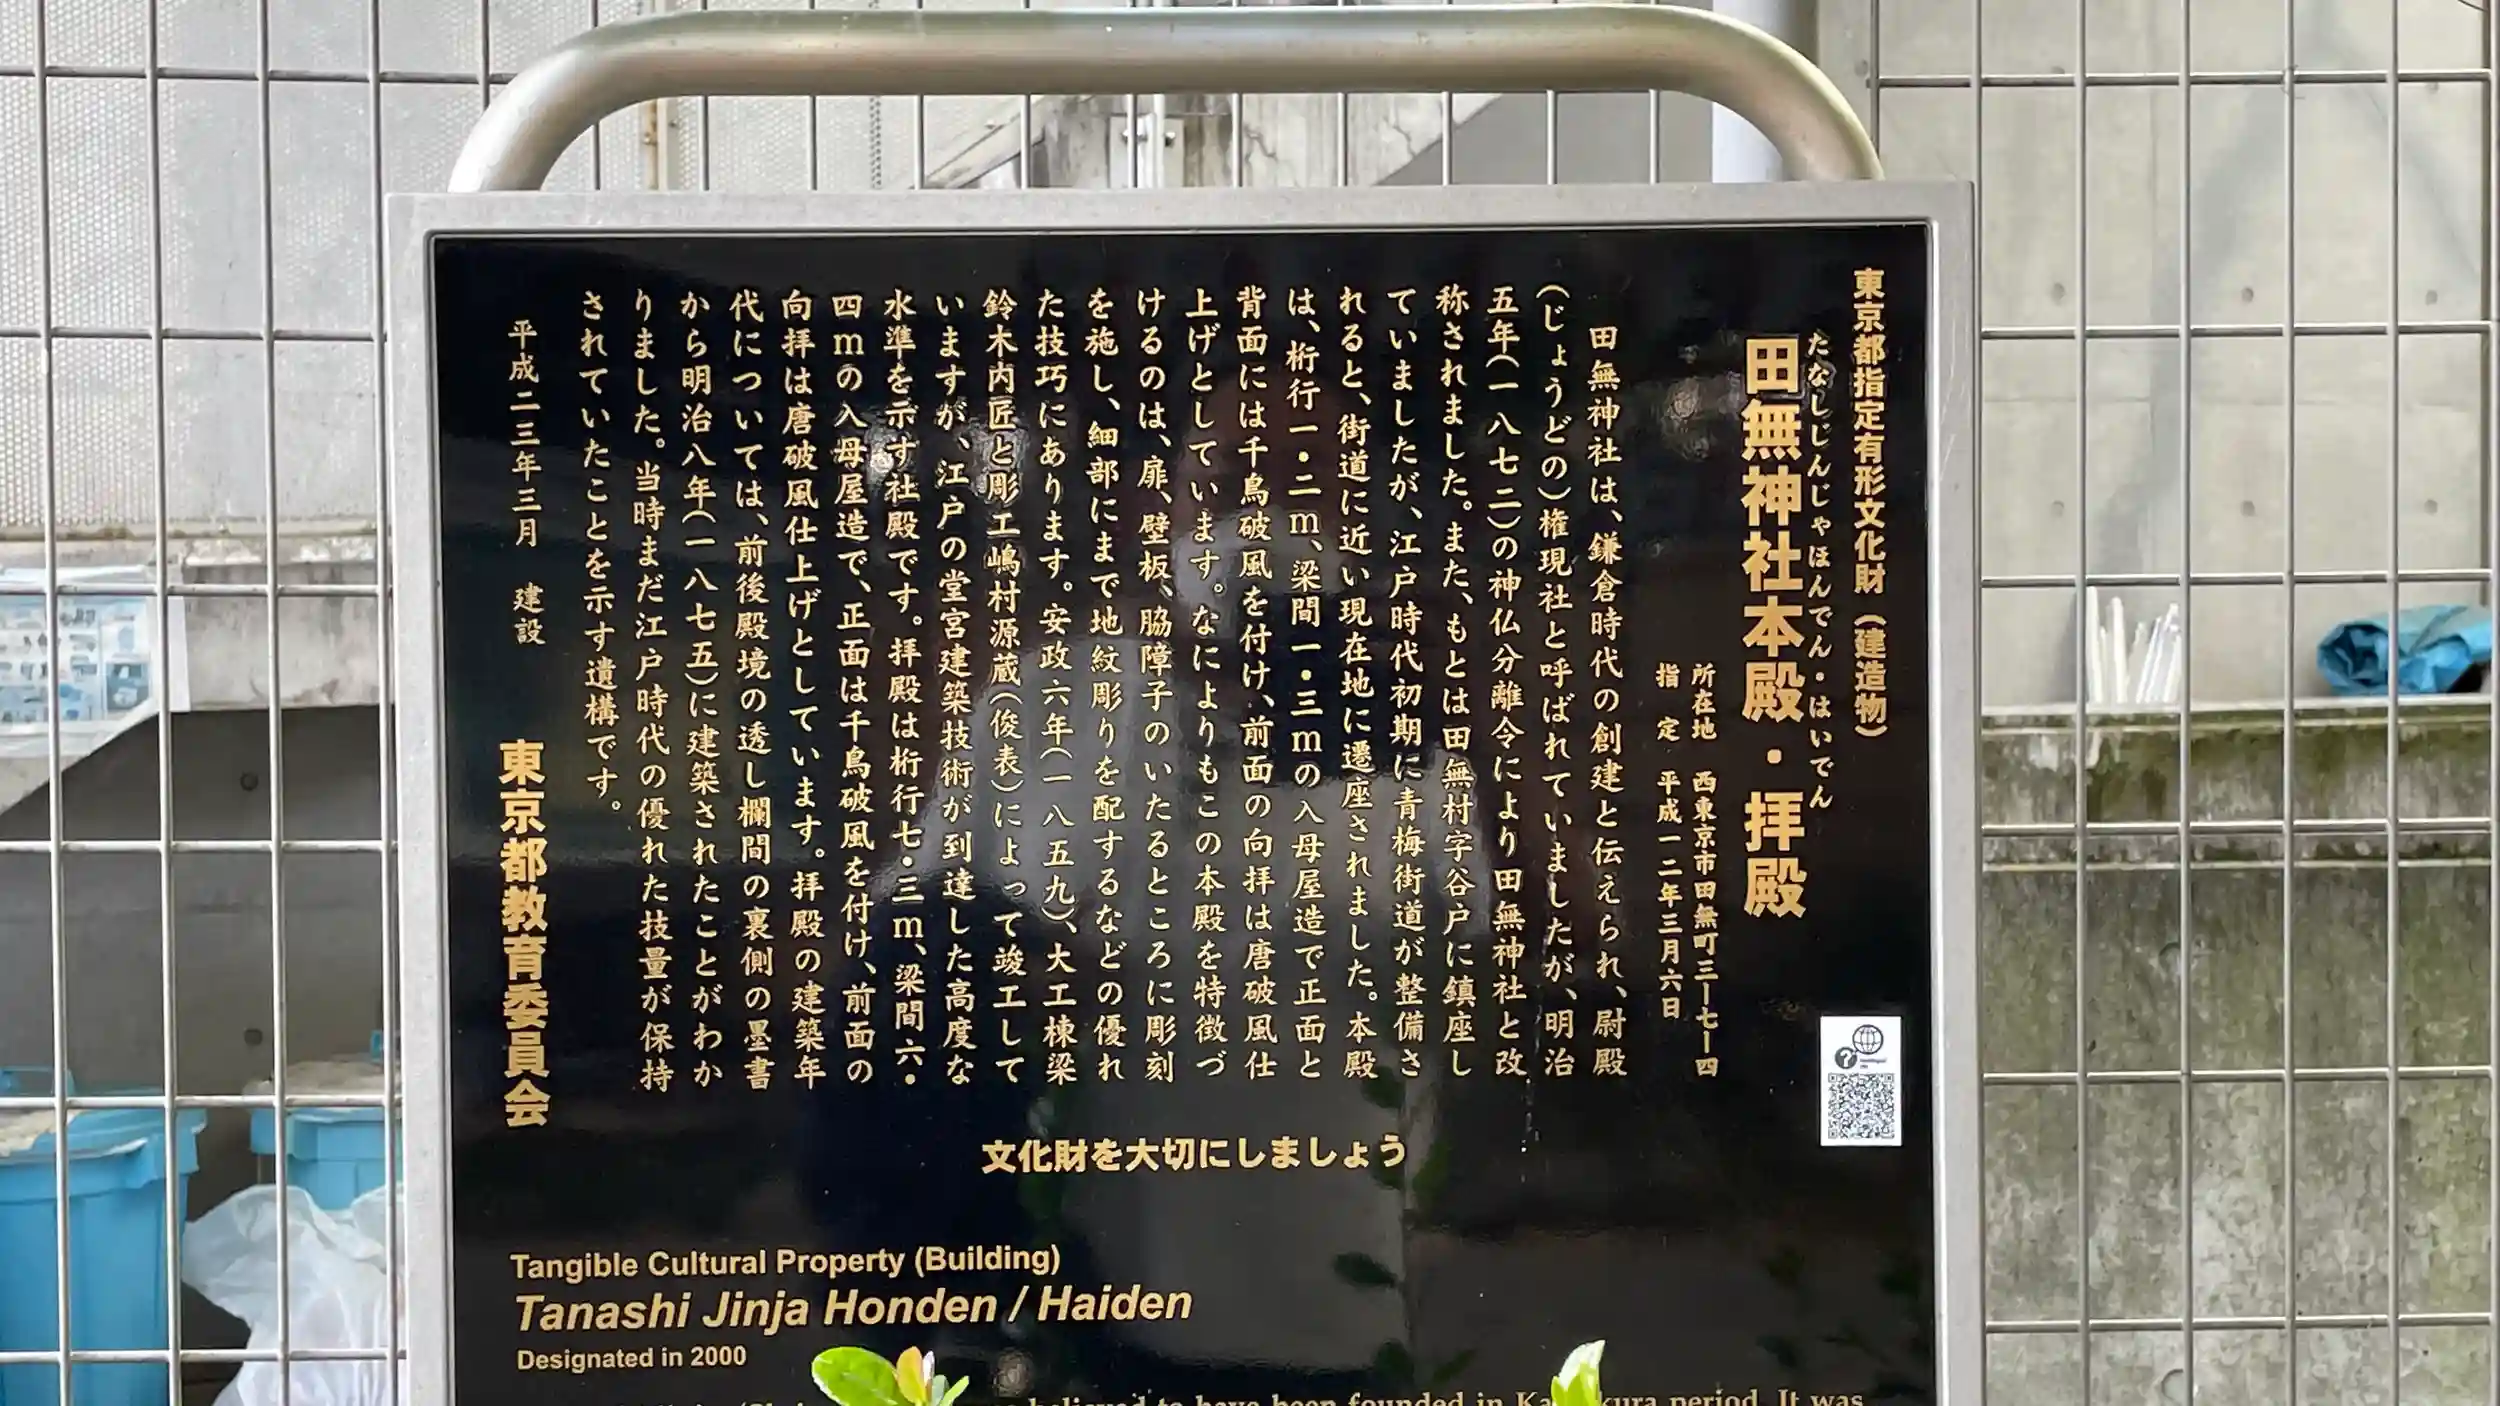 東京都指定有形文化財（建造物）
たなしじんじゃほんでん・はいでん
田無神社本殿・拝殿
所在地　西東京市田無町三ー七ー四
指　定　平成一二年三月六日
田無神社は、鎌倉時代の創建と伝えられ、尉殿
（じょうどの）権現社と呼ばれていましたが、明治
五年（一八七二）の神仏分離令により田無神社と改
称されました。また、もとは田無村字谷戸に鎮座し
ていましたが、江戸時代初期に青梅街道が整備さ
れると、街道に近い現在地に遷座されました。本殿
は、桁行一・二ｍ、梁間一・三ｍの入母屋造で正面と
背面には千鳥破風を付け、前面の向拝は唐破風仕
上げとしています。なによりもこの本殿を特徴づ
けるのは、扉、壁板、脇障子のいたるところに彫刻
を施し、細部にまで地紋彫りを配するなどの優れ
た技巧にあります。安政六年（一八五九）、大工棟梁
鈴木内匠と彫工嶋村源蔵（俊表）によって竣工して
いますが、江戸の堂宮建築技術が到達した高度な
水準を示す社殿です。拝殿は桁行七・三ｍ、梁間六・
四ｍの入母屋造で、正面は千鳥破風を付け、前面の
向拝は唐破風仕上げとしています。拝殿の建築年
代については、前後殿境の透し欄間の裏側の墨書
から明治八年（一八七五）に建築されたことがわか
りました。当時まだ江戸時代の優れた技量が保持
されていたことを示す遺構です。
平成二三年三月　建設
東京都教育委員会
文化財を大切にしましょう
Tangible Cultural Property (Building)
Tanashi Jinja Honden / Haiden
Designated in 2000
believed to have been founded in period. It was